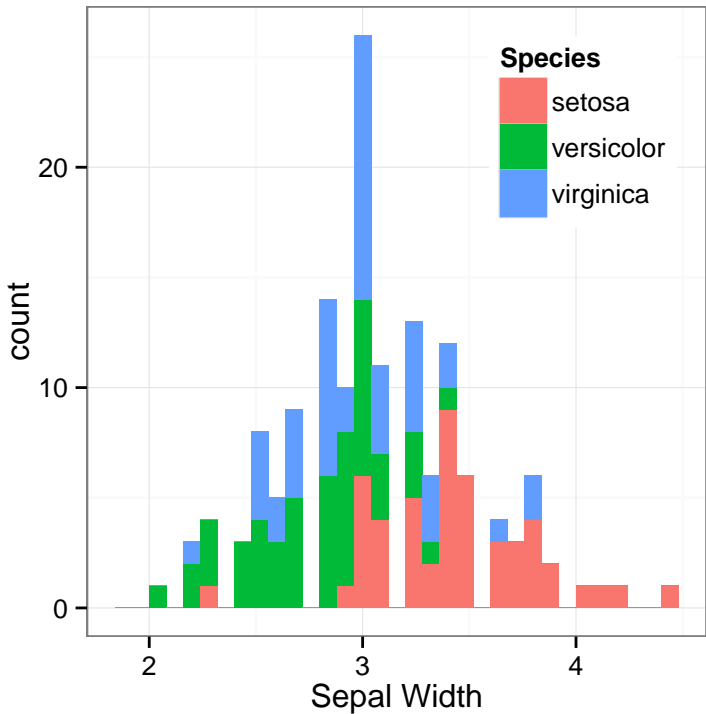 Species
setosa
versicolor
virginica
20
10
0
count
2 3 4
Sepal Width